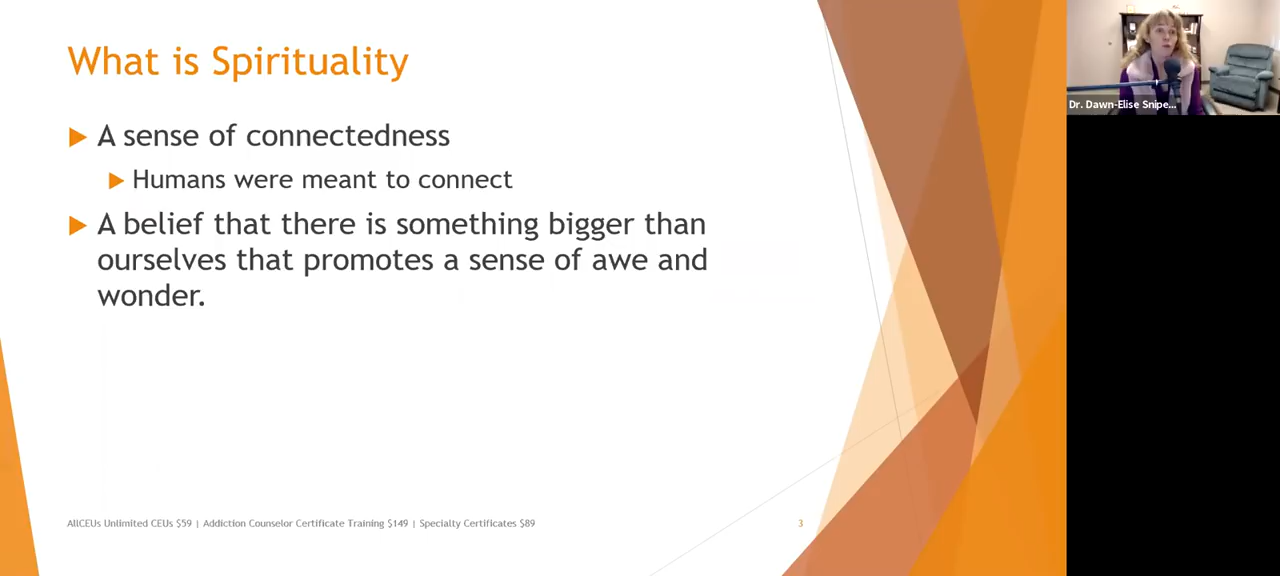 What is Spirituality
A sense of connectedness
Humans were meant to connect
A belief that there is something bigger than
ourselves that promotes a sense of awe and
wonder.
AllCEUs Unlimited CEUs $59 | Addiction Counselor Certificate Training $149 | Specialty Certificates $89
3
Dr. Dawn-Elise Snipe...